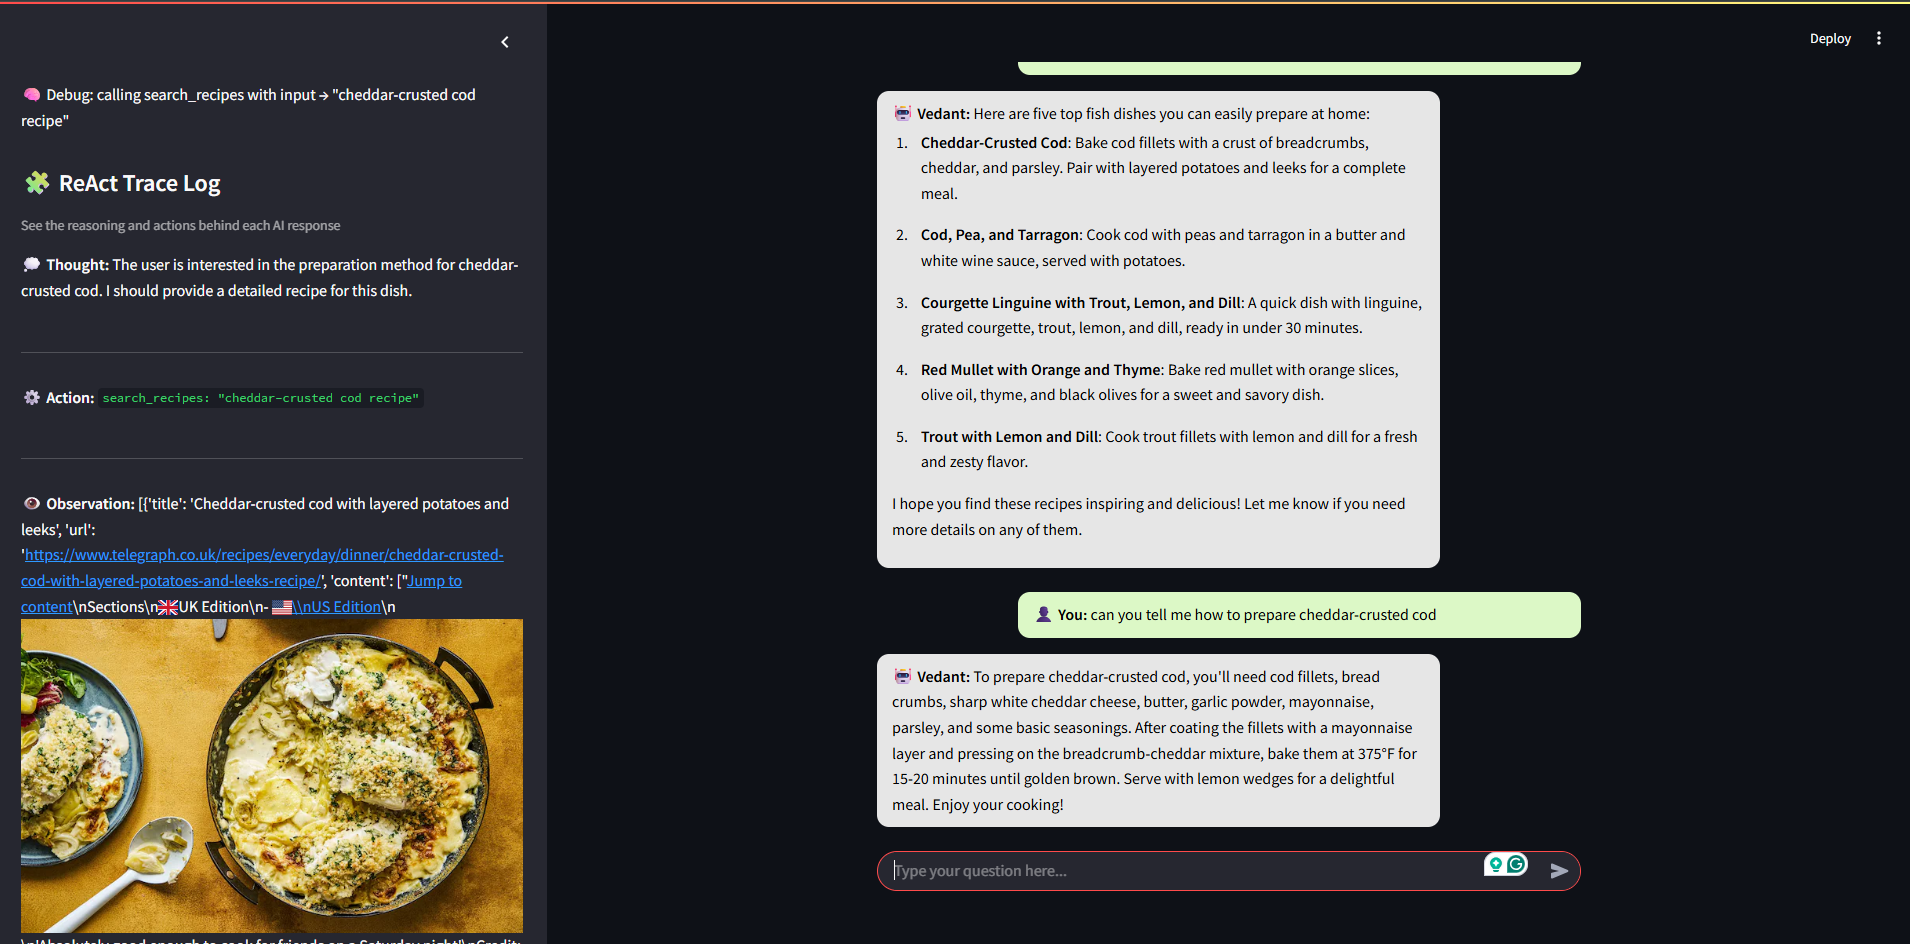 Debug: calling search_recipes with input → "cheddar-crusted cod
recipe"
ReAct Trace Log
See the reasoning and actions behind each AI response
Thought: The user is interested in the preparation method for cheddar-
crusted cod. I should provide a detailed recipe for this dish.
Action: search_recipes: "cheddar-crusted cod recipe"
Observation: [{'title': 'Cheddar-crusted cod with layered potatoes and
leeks', 'url':
'https://www.telegraph.co.uk/recipes/everyday/dinner/cheddar-crusted-
cod-with-layered-potatoes-and-leeks-recipe/', 'content': ["Jump to
content\nSections\n🇬🇧UK Edition\n- 🇺🇸\\nUS Edition\n
\n'Absolutely good enough to cook for friends on a Saturday night'\nCredit:
Deploy
Vedant: Here are five top fish dishes you can easily prepare at home:
1. Cheddar-Crusted Cod: Bake cod fillets with a crust of breadcrumbs,
cheddar, and parsley. Pair with layered potatoes and leeks for a complete
meal.
2. Cod, Pea, and Tarragon: Cook cod with peas and tarragon in a butter and
white wine sauce, served with potatoes.
3. Courgette Linguine with Trout, Lemon, and Dill: A quick dish with linguine,
grated courgette, trout, lemon, and dill, ready in under 30 minutes.
4. Red Mullet with Orange and Thyme: Bake red mullet with orange slices,
olive oil, thyme, and black olives for a sweet and savory dish.
5. Trout with Lemon and Dill: Cook trout fillets with lemon and dill for a fresh
and zesty flavor.
I hope you find these recipes inspiring and delicious! Let me know if you need
more details on any of them.
You: can you tell me how to prepare cheddar-crusted cod
Vedant: To prepare cheddar-crusted cod, you'll need cod fillets, bread
crumbs, sharp white cheddar cheese, butter, garlic powder, mayonnaise,
parsley, and some basic seasonings. After coating the fillets with a mayonnaise
layer and pressing on the breadcrumb-cheddar mixture, bake them at 375°F for
15-20 minutes until golden brown. Serve with lemon wedges for a delightful
meal. Enjoy your cooking!
Type your question here...